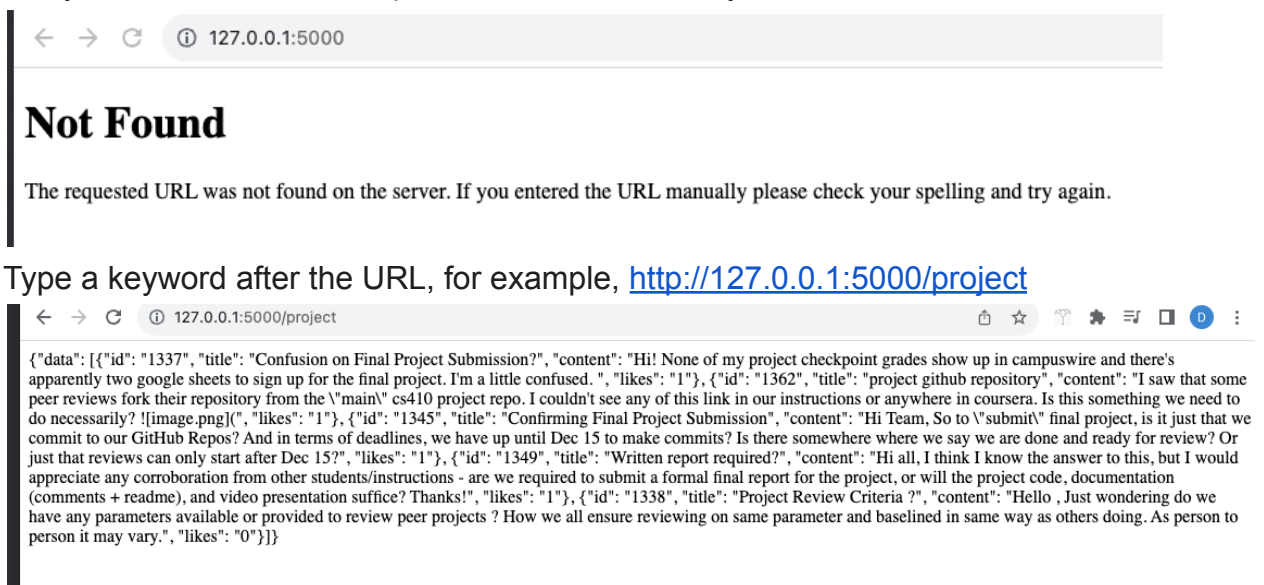 127.0.0.1:5000
Not Found
The requested URL was not found on the server. If you entered the URL manually please check your spelling and try again.
Type a keyword after the URL, for example, http://127.0.0.1:5000/project
127.0.0.1:5000/project
D
{"data": [{"id": "1337", "title": "Confusion on Final Project Submission?", "content": "Hi! None of my project checkpoint grades show up in campuswire and there's
apparently two google sheets to sign up for the final project. I'm a little confused. ", "likes": "1"}, {"id": "1362", "title": "project github repository", "content": "I saw that some
peer reviews fork their repository from the \"main\" cs410 project repo. I couldn't see any of this link in our instructions or anywhere in coursera. Is this something we need to
do necessarily? ![image.png](", "likes": "1"}, {"id": "1345", "title": "Confirming Final Project Submission", "content": "Hi Team, So to \"submit\" final project, is it just that we
commit to our GitHub Repos? And in terms of deadlines, we have up until Dec 15 to make commits? Is there somewhere where we say we are done and ready for review? Or
just that reviews can only start after Dec 15?", "likes": "1"}, {"id": "1349", "title": "Written report required?", "content": "Hi all, I think I know the answer to this, but I would
appreciate any corroboration from other students/instructions - are we required to submit a formal final report for the project, or will the project code, documentation
(comments + readme), and video presentation suffice? Thanks!", "likes": "1"}, {"id": "1338", "title": "Project Review Criteria ?", "content": "Hello , Just wondering do we
have any parameters available or provided to review peer projects ? How we all ensure reviewing on same parameter and baselined in same way as others doing. As person to
person it may vary.", "likes": "0"}]}